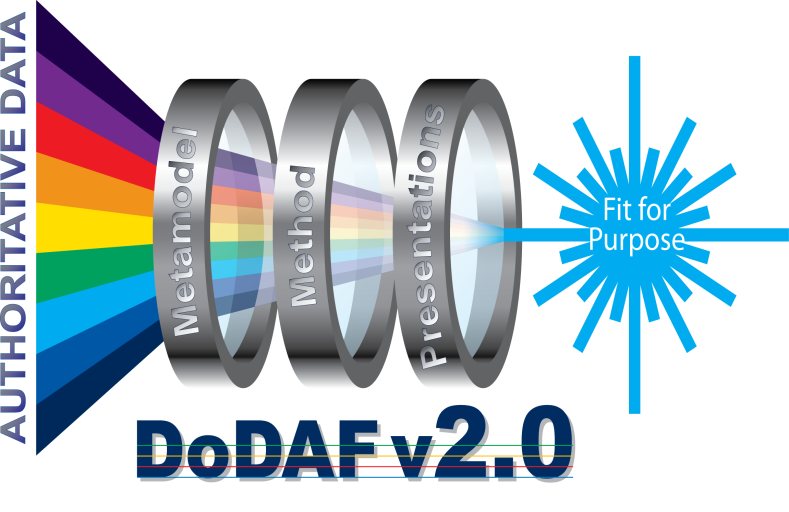 AUTHORITATIVE DATA
Metamodel
Method
Presentations
Fit for
Purpose
DoDAF v2.0